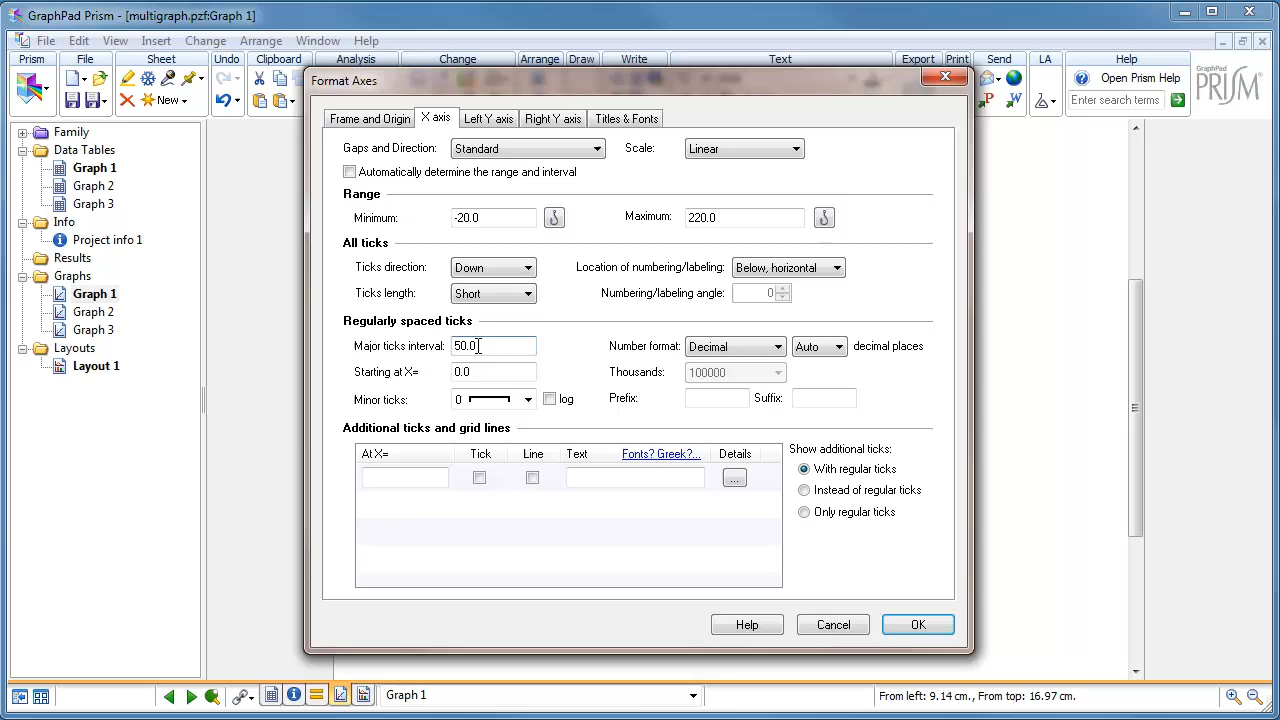 GraphPad Prism - [multigraph.pzf:Graph 1]
File Edit View Insert Change Arrange Window Help
Prism File Sheet Undo Clipboard Analysis Change Arrange Draw Write Text Export Print Send LA Help
New
Open Prism Help
Enter search terms
GRAPHPAD
PRISM
Family
Data Tables
Graph 1
Graph 2
Graph 3
Info
Project info 1
Results
Graphs
Graph 1
Graph 2
Graph 3
Layouts
Layout 1
Format Axes
Frame and Origin X axis Left Y axis Right Y axis Titles & Fonts
Gaps and Direction: Standard Scale: Linear
Automatically determine the range and interval
Range
Minimum: -20.0 Maximum: 220.0
All ticks
Ticks direction: Down Location of numbering/labeling: Below, horizontal
Ticks length: Short Numbering/labeling angle: 0
Regularly spaced ticks
Major ticks interval: 50.0 Number format: Decimal Auto decimal places
Starting at X= 0.0 Thousands: 100000
Minor ticks: 0 log Prefix: Suffix:
Additional ticks and grid lines
At X= Tick Line Text Fonts? Greek?... Details
...
Show additional ticks:
With regular ticks
Instead of regular ticks
Only regular ticks
Help Cancel OK
Graph 1
From left: 9.14 cm., From top: 16.97 cm.